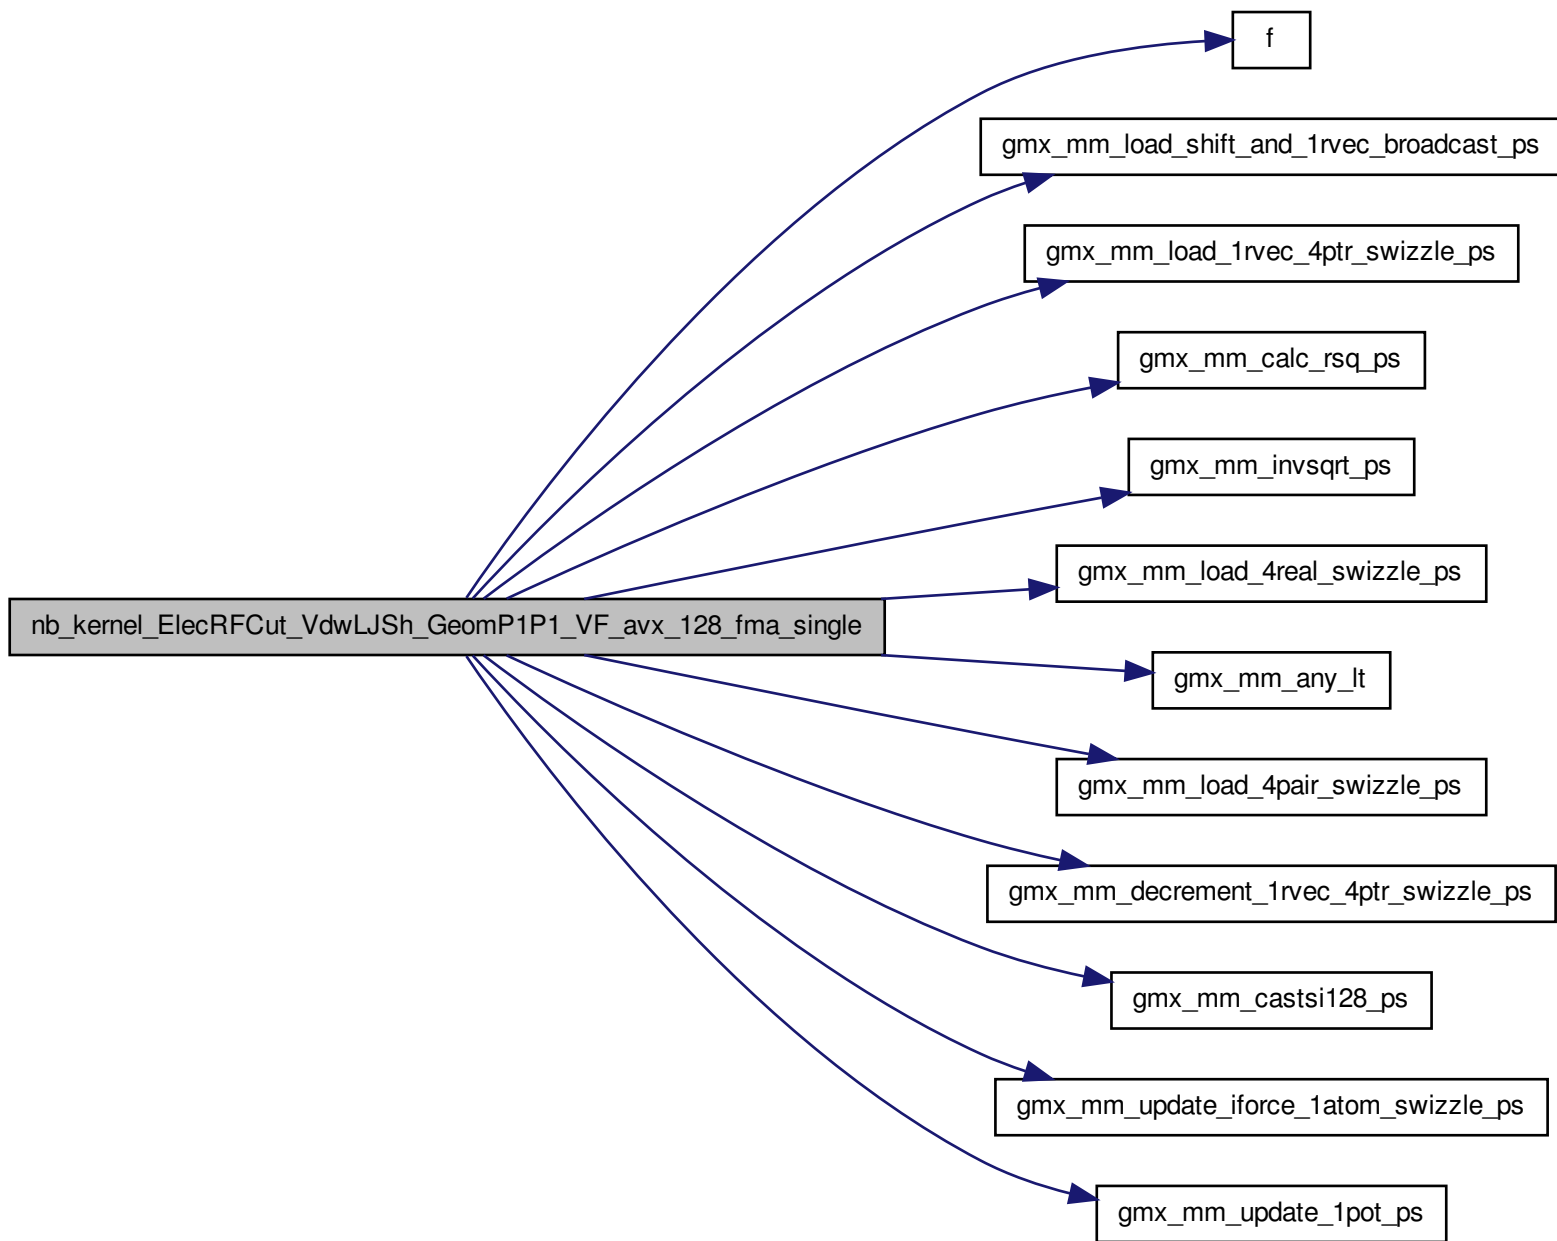 f
gmx_mm_load_shift_and_1rvec_broadcast_ps
gmx_mm_load_1rvec_4ptr_swizzle_ps
gmx_mm_calc_rsq_ps
gmx_mm_invsqrt_ps
gmx_mm_load_4real_swizzle_ps
nb_kernel_ElecRFCut_VdwLJSh_GeomP1P1_VF_avx_128_fma_single
gmx_mm_any_lt
gmx_mm_load_4pair_swizzle_ps
gmx_mm_decrement_1rvec_4ptr_swizzle_ps
gmx_mm_castsi128_ps
gmx_mm_update_iforce_1atom_swizzle_ps
gmx_mm_update_1pot_ps